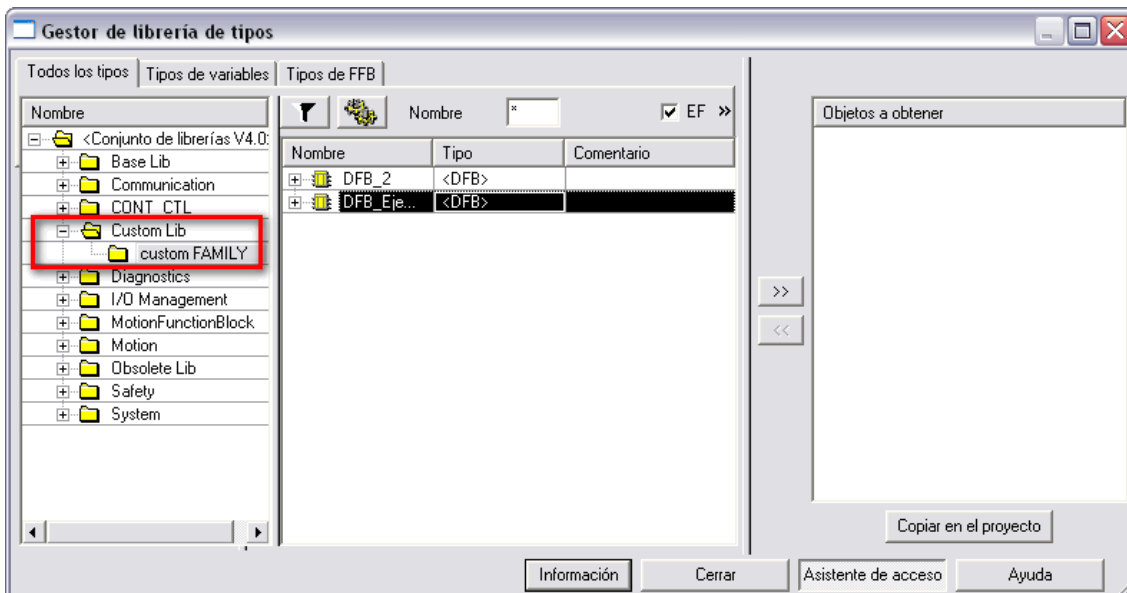 Gestor de librería de tipos
Todos los tipos Tipos de variables Tipos de FFB
Nombre
<Conjunto de librerías V4.0:
Base Lib
Communication
CONT_CTL
Custom Lib
custom FAMILY
Diagnostics
I/O Management
MotionFunctionBlock
Motion
Obsolete Lib
Safety
System
Nombre * EF »
Nombre Tipo Comentario
DFB_2 <DFB>
DFB_Eje... <DFB>
>>
<<
Objetos a obtener
Copiar en el proyecto
Información Cerrar Asistente de acceso Ayuda